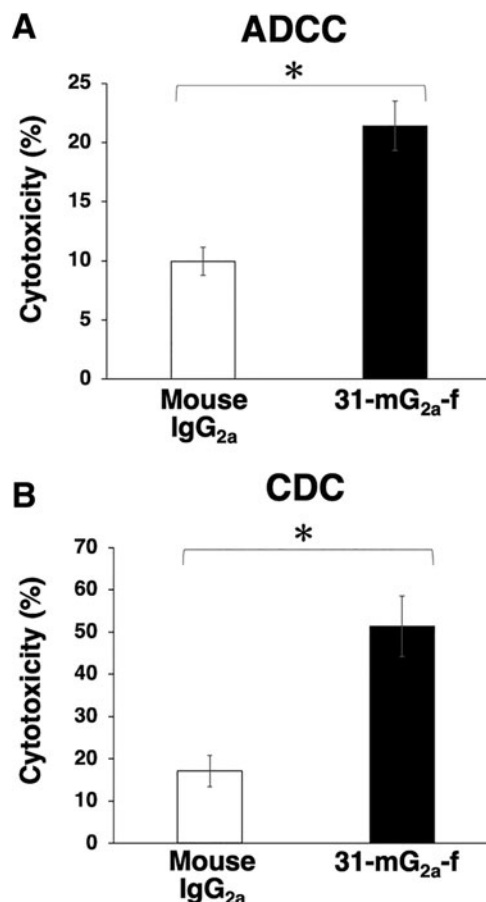 A
ADCC
*
Cytotoxicity (%)
25
20
15
10
5
0
Mouse
IgG2a
31-mG2a-f
B
CDC
*
Cytotoxicity (%)
70
60
50
40
30
20
10
0
Mouse
IgG2a
31-mG2a-f